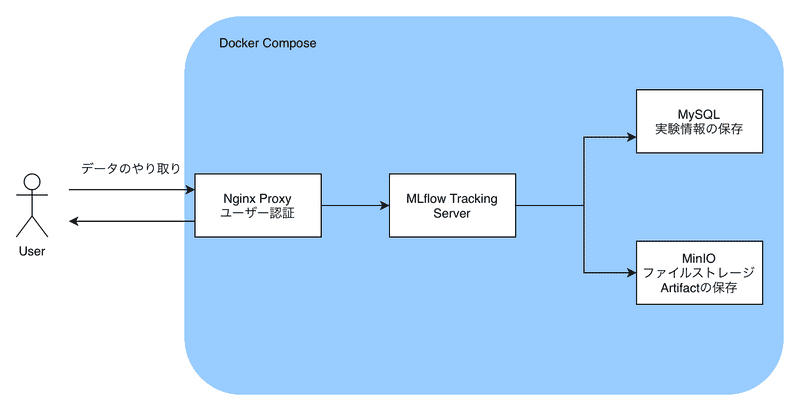 Docker Compose
データのやり取り
User
Nginx Proxy
ユーザー認証
MLflow Tracking
Server
MySQL
実験情報の保存
MinIO
ファイルストレージ
Artifactの保存